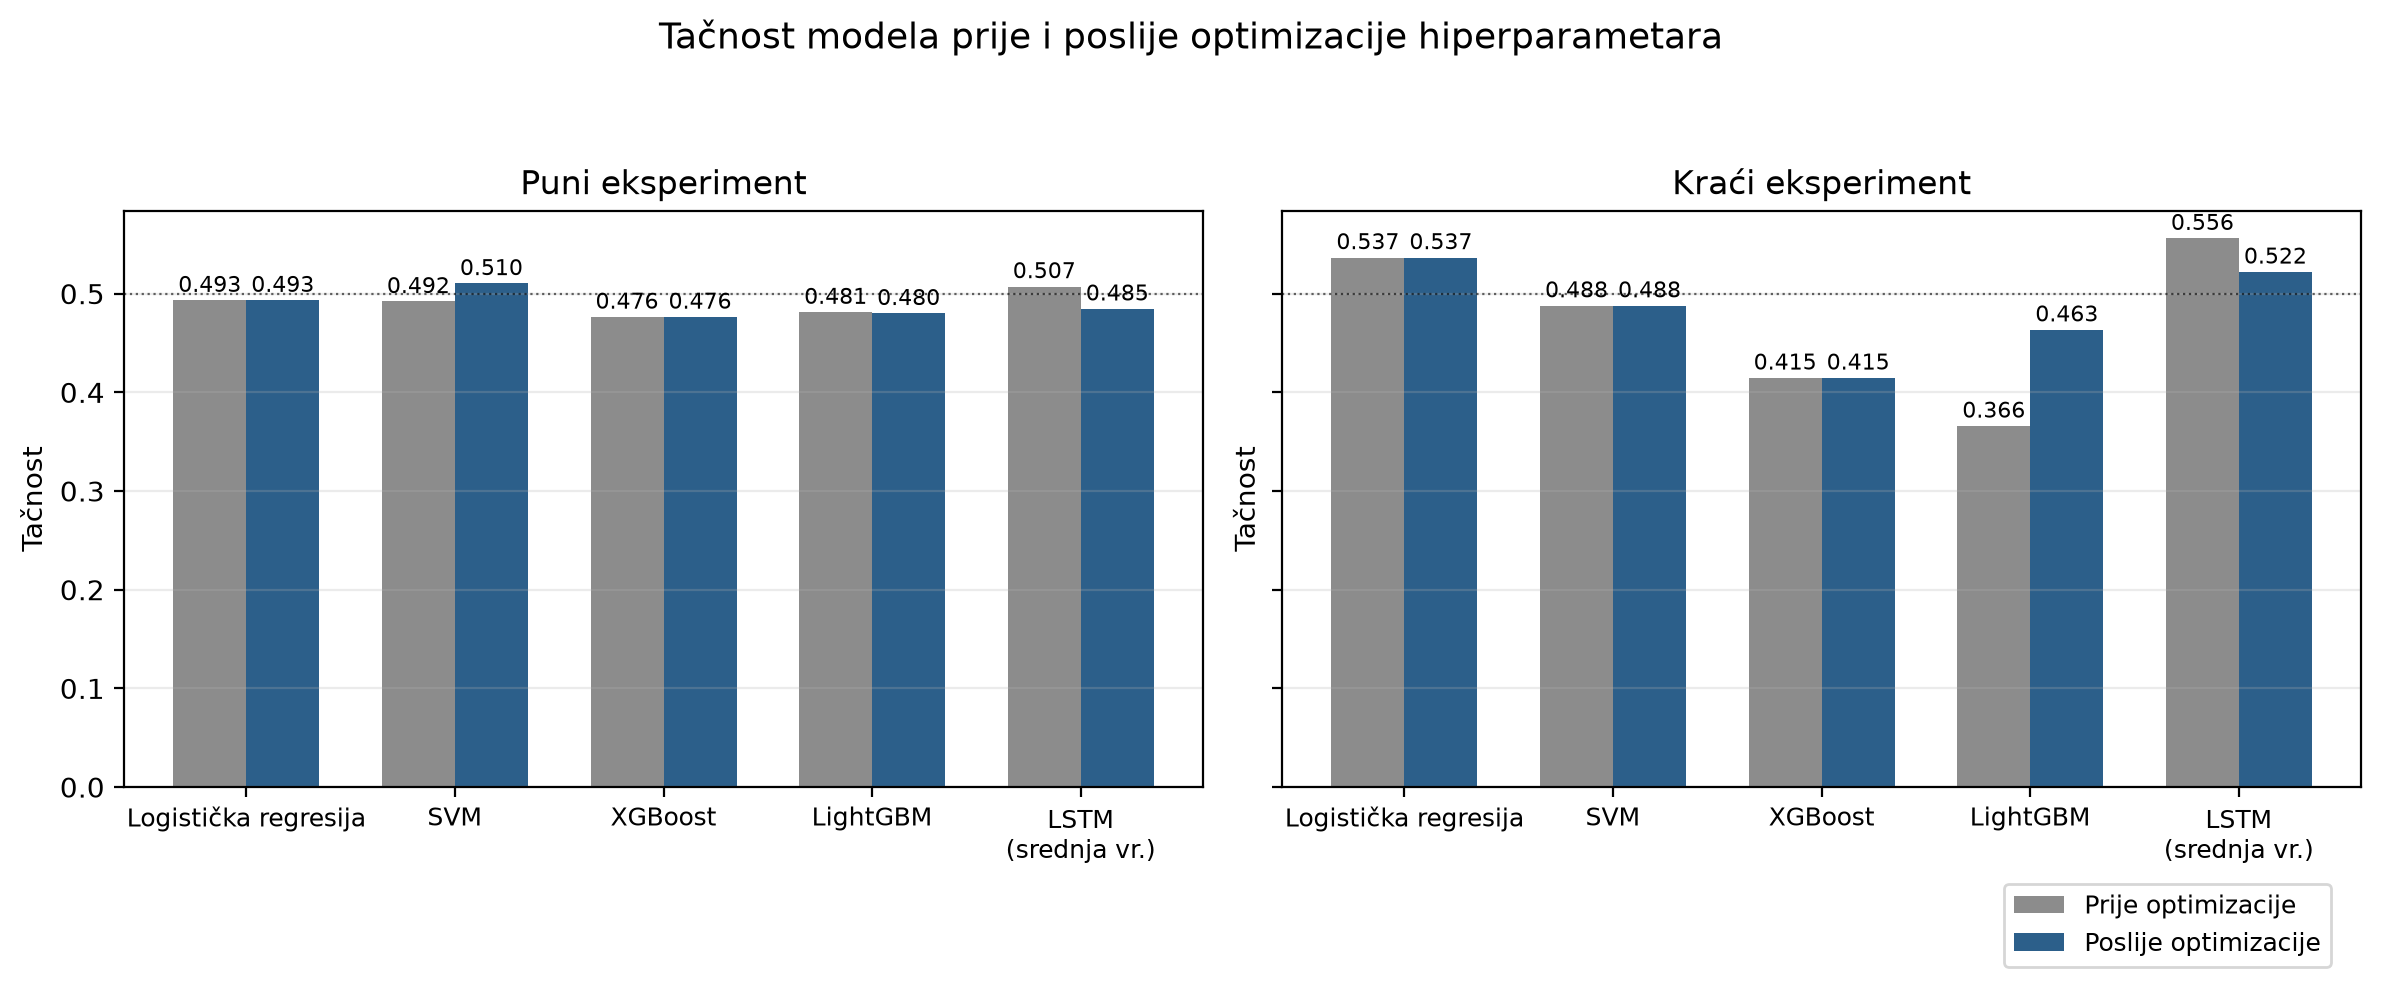 Tačnost modela prije i poslije optimizacije hiperparametara
Puni eksperiment
Tačnost
0.5
0.4
0.3
0.2
0.1
0.0
0.493 0.493
0.492 0.510
0.476 0.476
0.481 0.480
0.507 0.485
Logistička regresija
SVM
XGBoost
LightGBM
LSTM
(srednja vr.)
Kraći eksperiment
Tačnost
0.537 0.537
0.488 0.488
0.415 0.415
0.366 0.463
0.556 0.522
Logistička regresija
SVM
XGBoost
LightGBM
LSTM
(srednja vr.)
Prije optimizacije
Poslije optimizacije